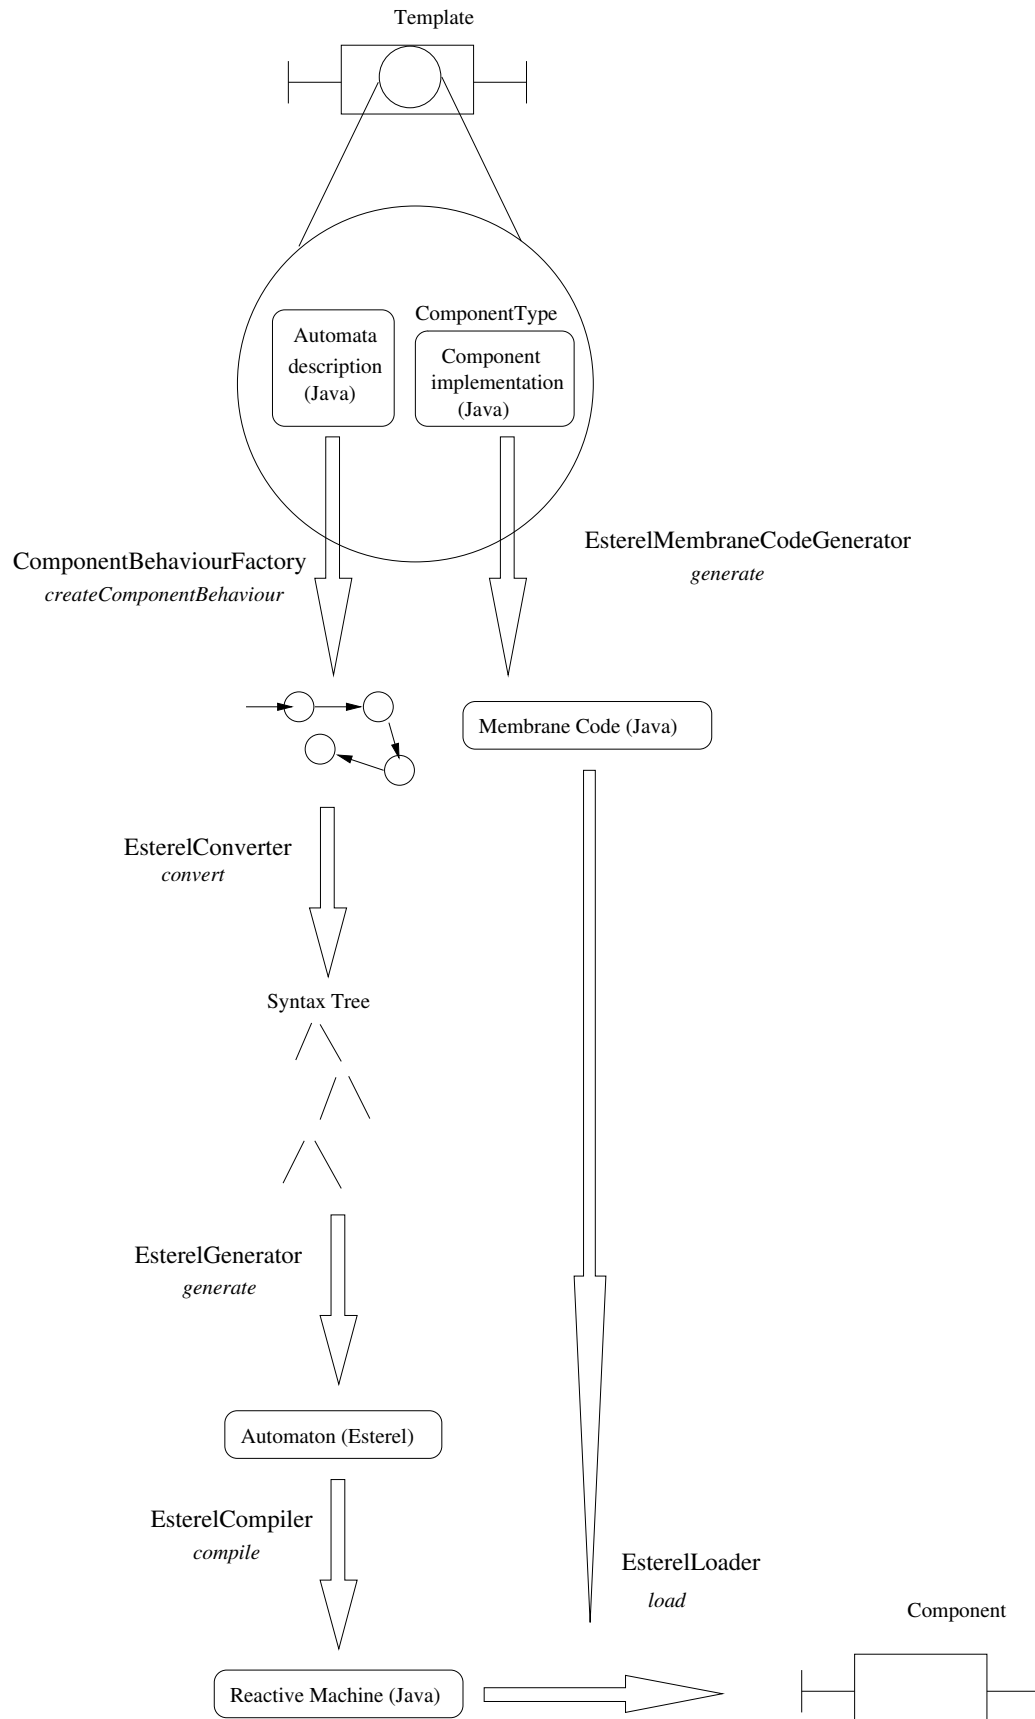 Template
ComponentType
Automata
description
(Java)
Component
implementation
(Java)
ComponentBehaviourFactory
createComponentBehaviour
EsterelMembraneCodeGenerator
generate
Membrane Code (Java)
EsterelConverter
convert
Syntax Tree
EsterelGenerator
generate
Automaton (Esterel)
EsterelCompiler
compile
EsterelLoader
load
Component
Reactive Machine (Java)